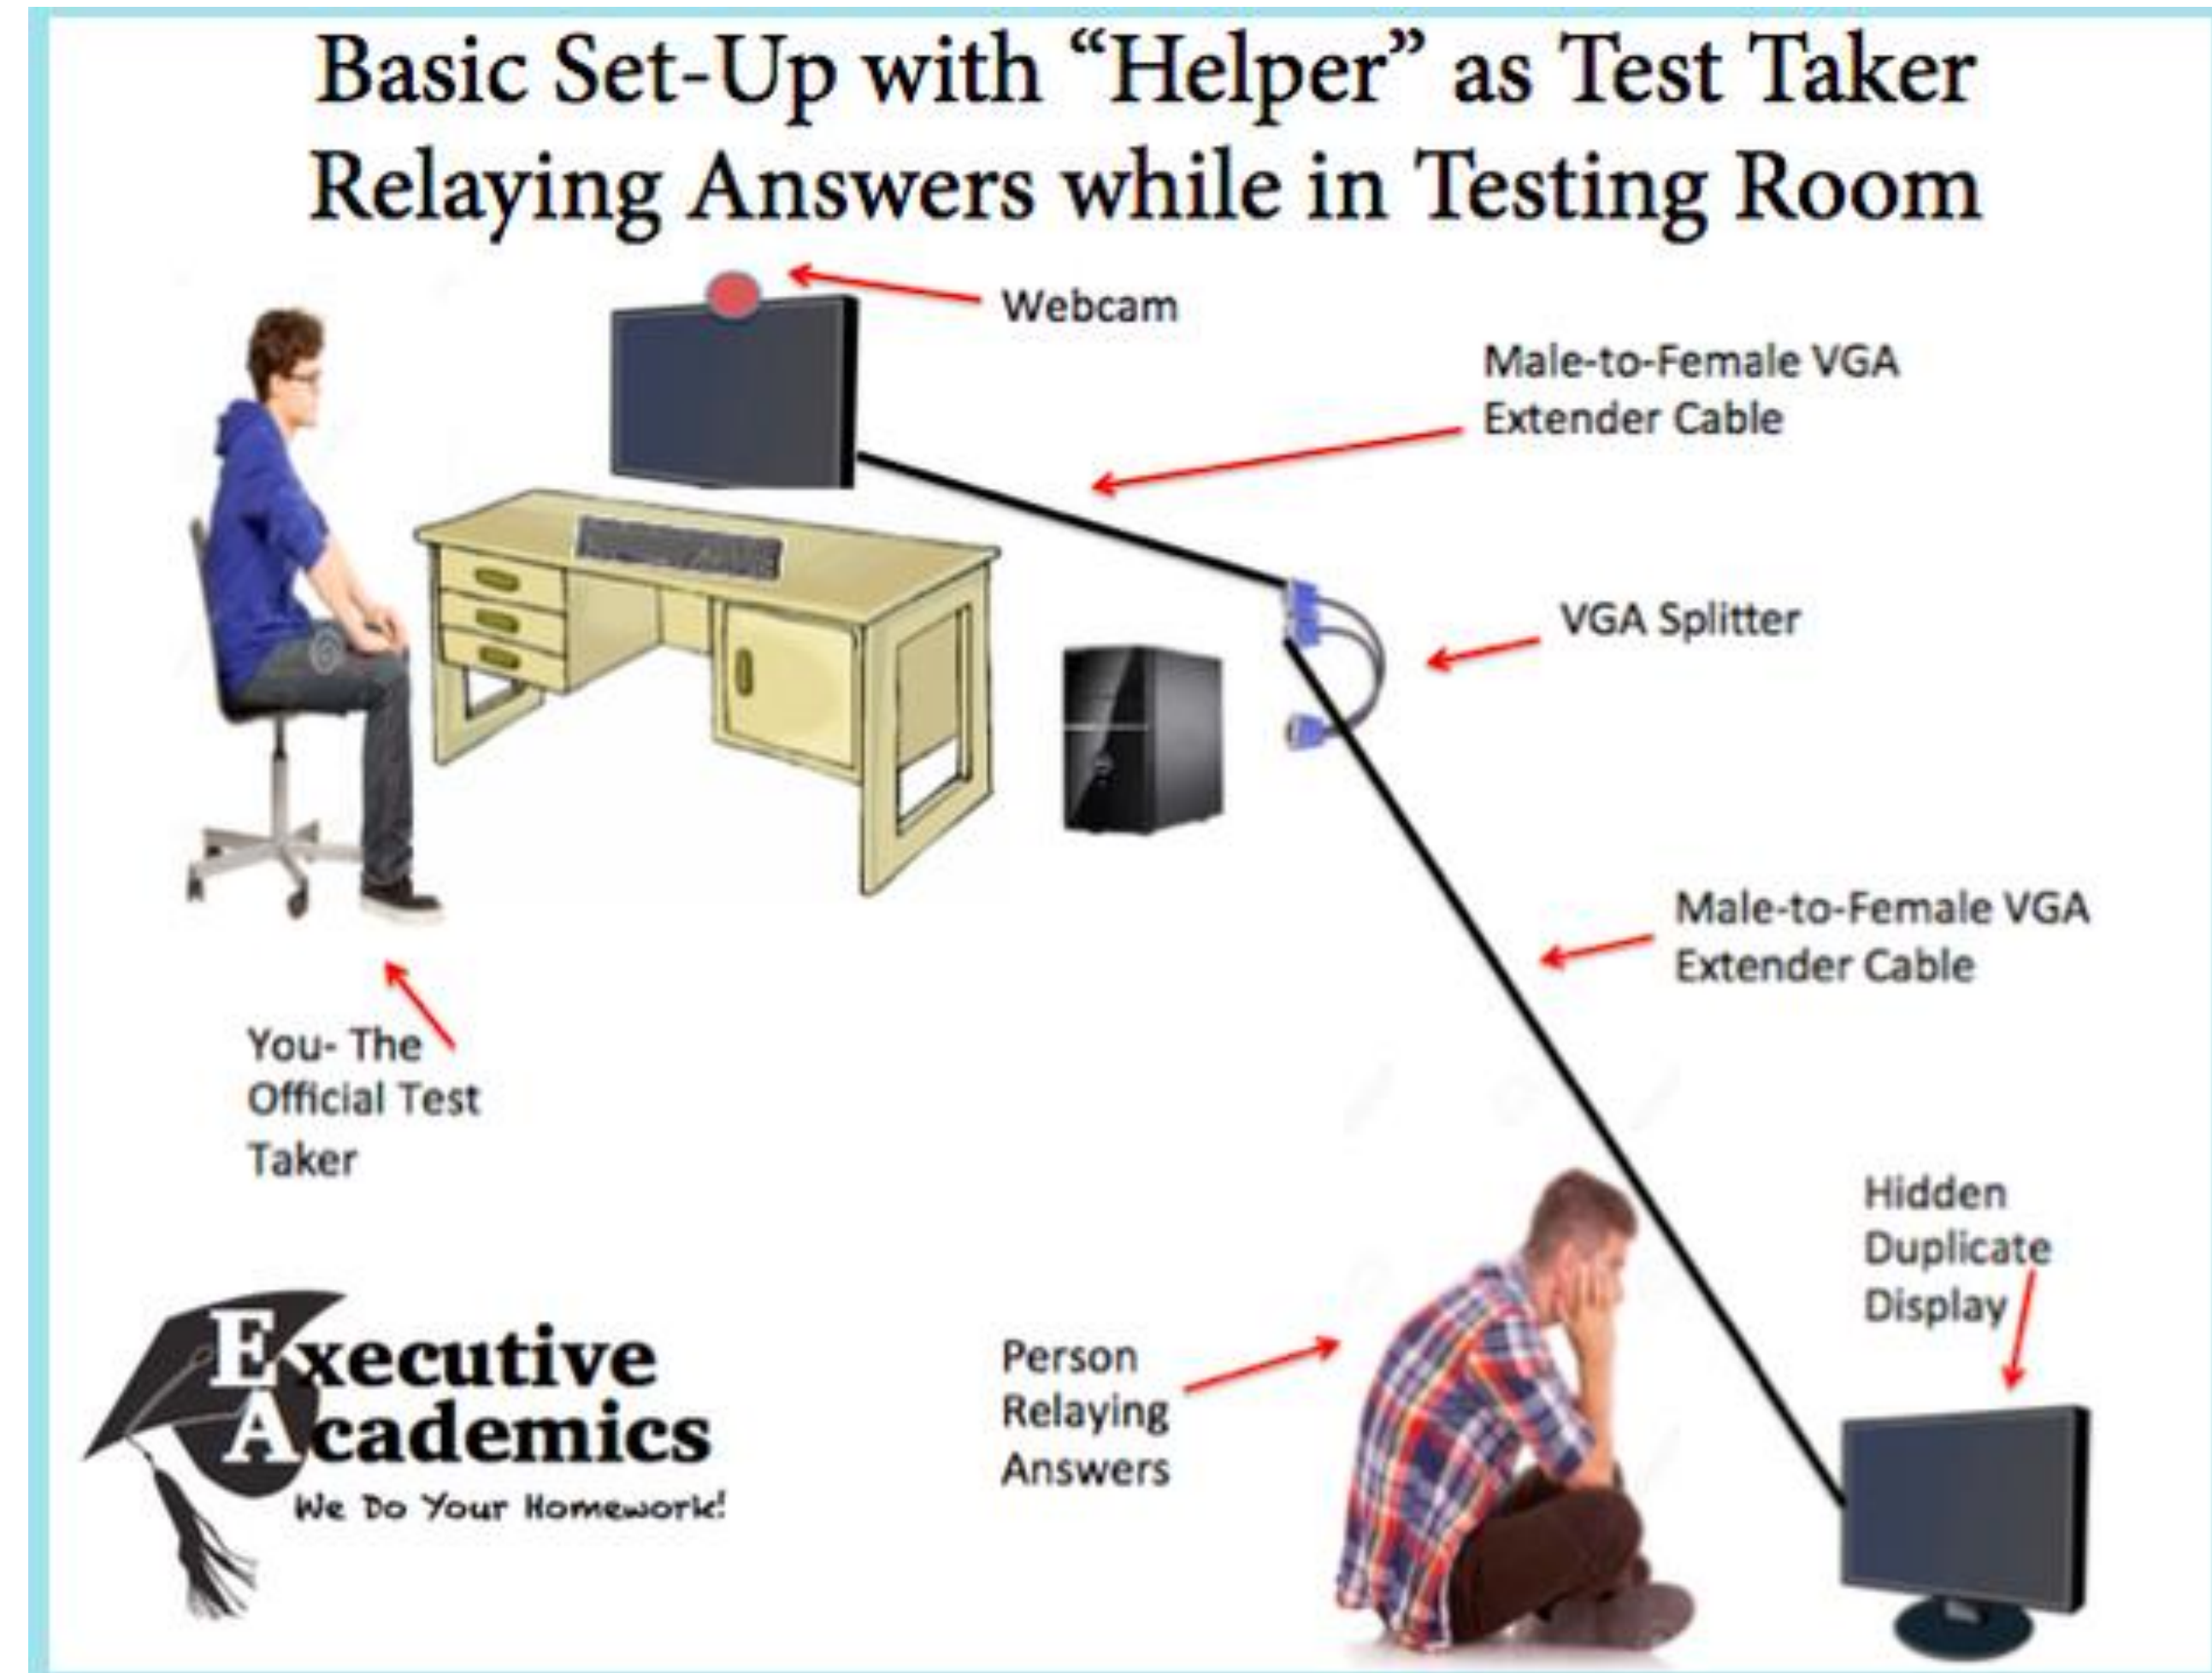 Basic Set-Up with “Helper” as Test Taker
Relaying Answers while in Testing Room
Webcam
Male-to-Female VGA
Extender Cable
VGA Splitter
Male-to-Female VGA
Extender Cable
You- The
Official Test
Taker
Hidden
Duplicate
Display
Person
Relaying
Answers
Executive
Academics
We Do Your Homework!